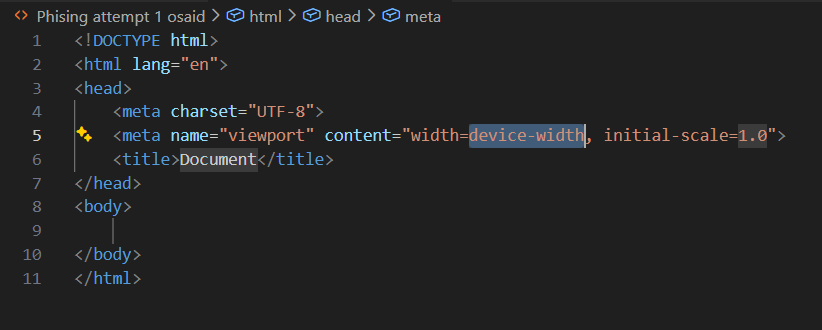 Phising attempt 1 osaid > html > head > meta
1 <!DOCTYPE html>
2 <html lang="en">
3 <head>
4     <meta charset="UTF-8">
5     <meta name="viewport" content="width=device-width, initial-scale=1.0">
6     <title>Document</title>
7 </head>
8 <body>
9
10 </body>
11 </html>